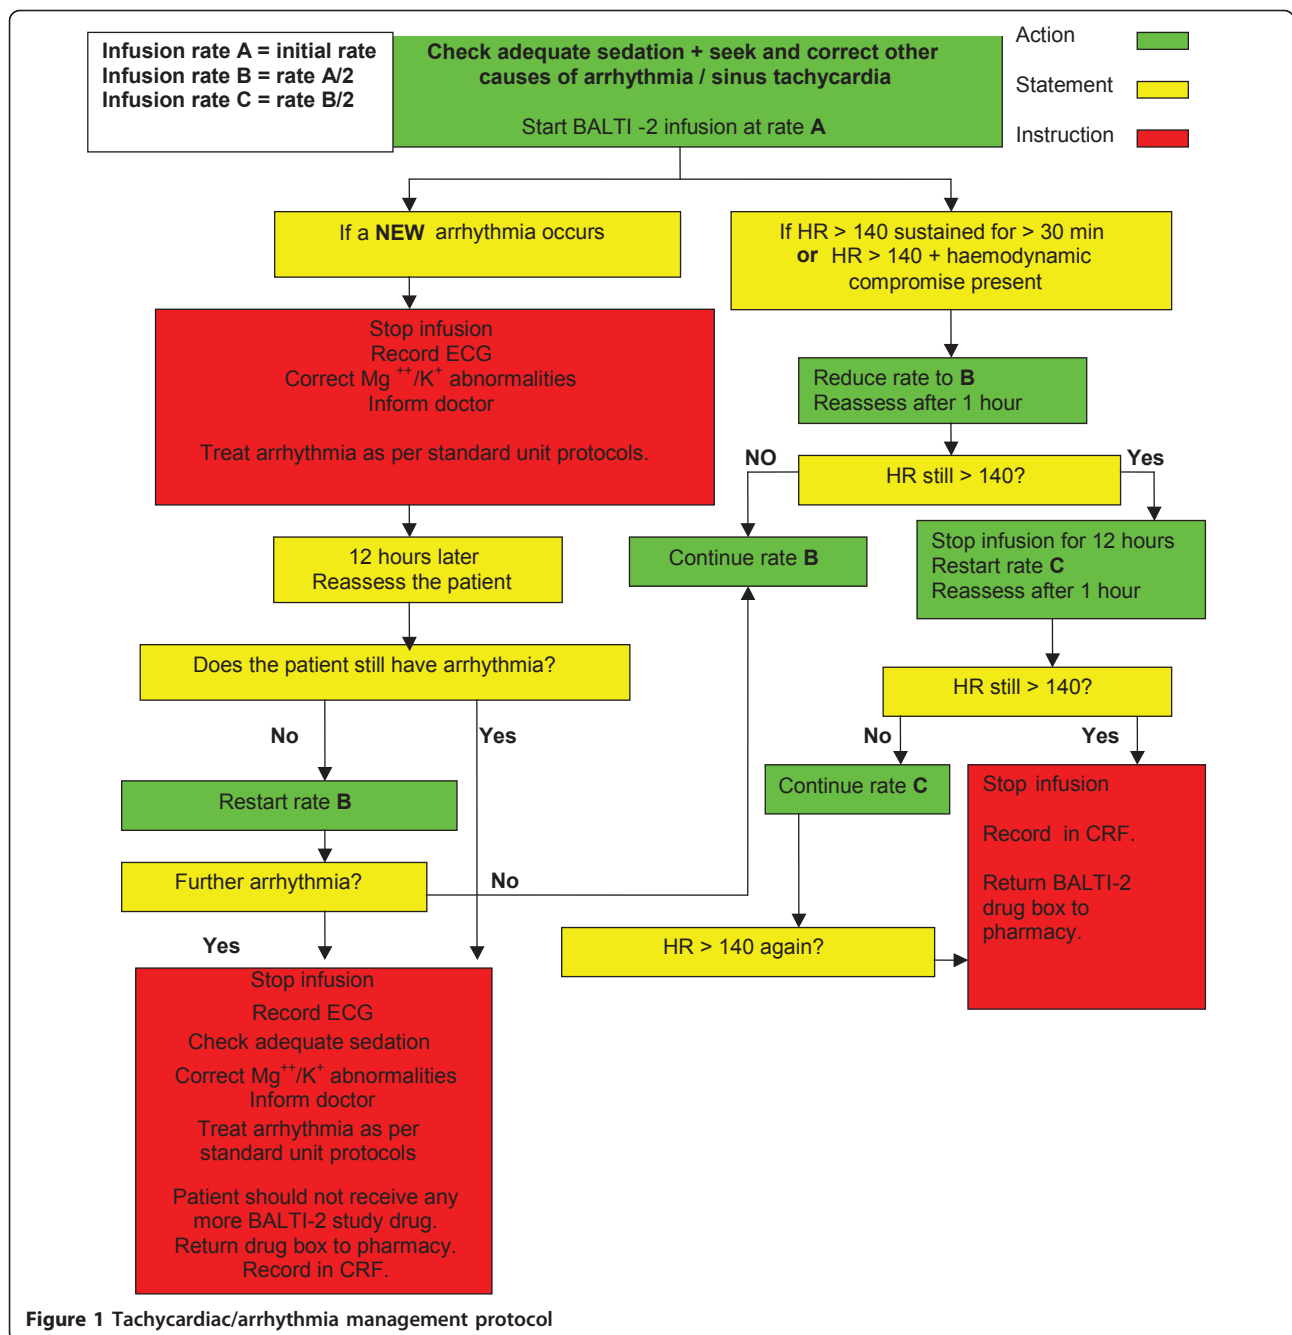 Infusion rate A = initial rate
Infusion rate B = rate A/2
Infusion rate C = rate B/2
Check adequate sedation + seek and correct other
causes of arrhythmia / sinus tachycardia
Start BALTI -2 infusion at rate A
Action
Statement
Instruction
If a NEW arrhythmia occurs
If HR > 140 sustained for > 30 min
or HR > 140 + haemodynamic
compromise present
Stop infusion
Record ECG
Correct Mg ++/K+ abnormalities
Inform doctor
Treat arrhythmia as per standard unit protocols.
Reduce rate to B
Reassess after 1 hour
NO
HR still > 140?
Yes
12 hours later
Reassess the patient
Continue rate B
Stop infusion for 12 hours
Restart rate C
Reassess after 1 hour
Does the patient still have arrhythmia?
HR still > 140?
No
Yes
No
Yes
Restart rate B
Continue rate C
Stop infusion
Record in CRF.
Return BALTI-2
drug box to
pharmacy.
Further arrhythmia?
No
Yes
HR > 140 again?
Stop infusion
Record ECG
Check adequate sedation
Correct Mg++/K+ abnormalities
Inform doctor
Treat arrhythmia as per
standard unit protocols
Patient should not receive any
more BALTI-2 study drug.
Return drug box to pharmacy.
Record in CRF.
Figure 1 Tachycardiac/arrhythmia management protocol